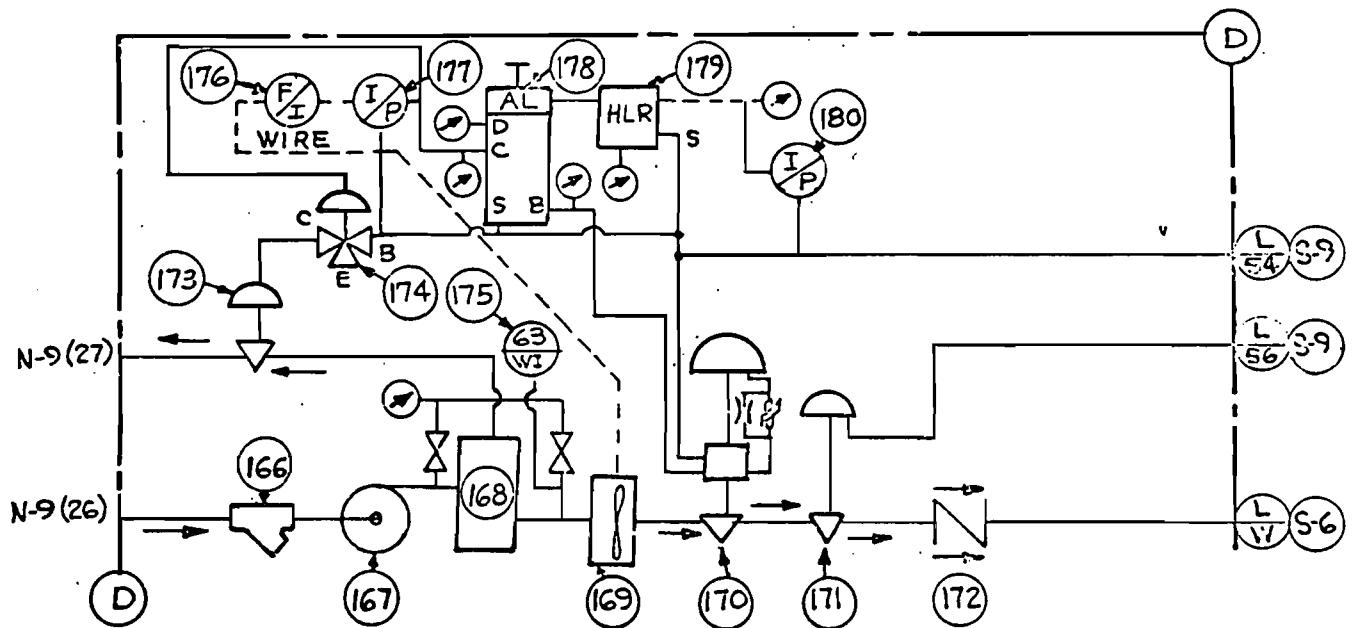 D
176
F
I
177
I
P
178
AL
179
HLR
180
I
P
WIRE
D
C
S
B
S
C
B
E
174
173
175
63
WI
L
54
S-9
L
56
S-9
N-9 (27)
166
168
N-9 (26)
L
W
S-6
D
167
169
170
171
172